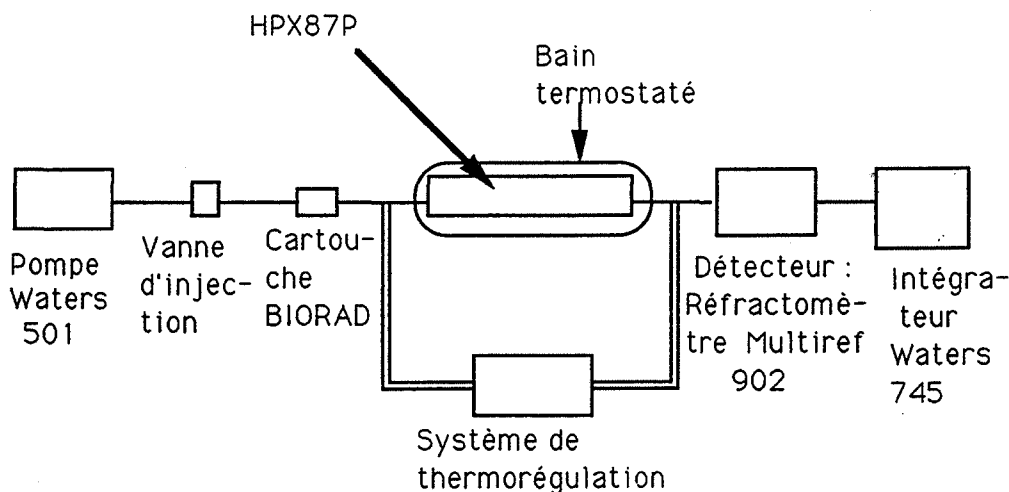 HPX87P
Bain
termostaté
Pompe
Waters
501
Vanne
d'injec-
tion
Cartou-
che
BIORAD
Détecteur :
Réfractomè-
tre Multiref
902
Intégra-
teur
Waters
745
Système de
thermorégulation